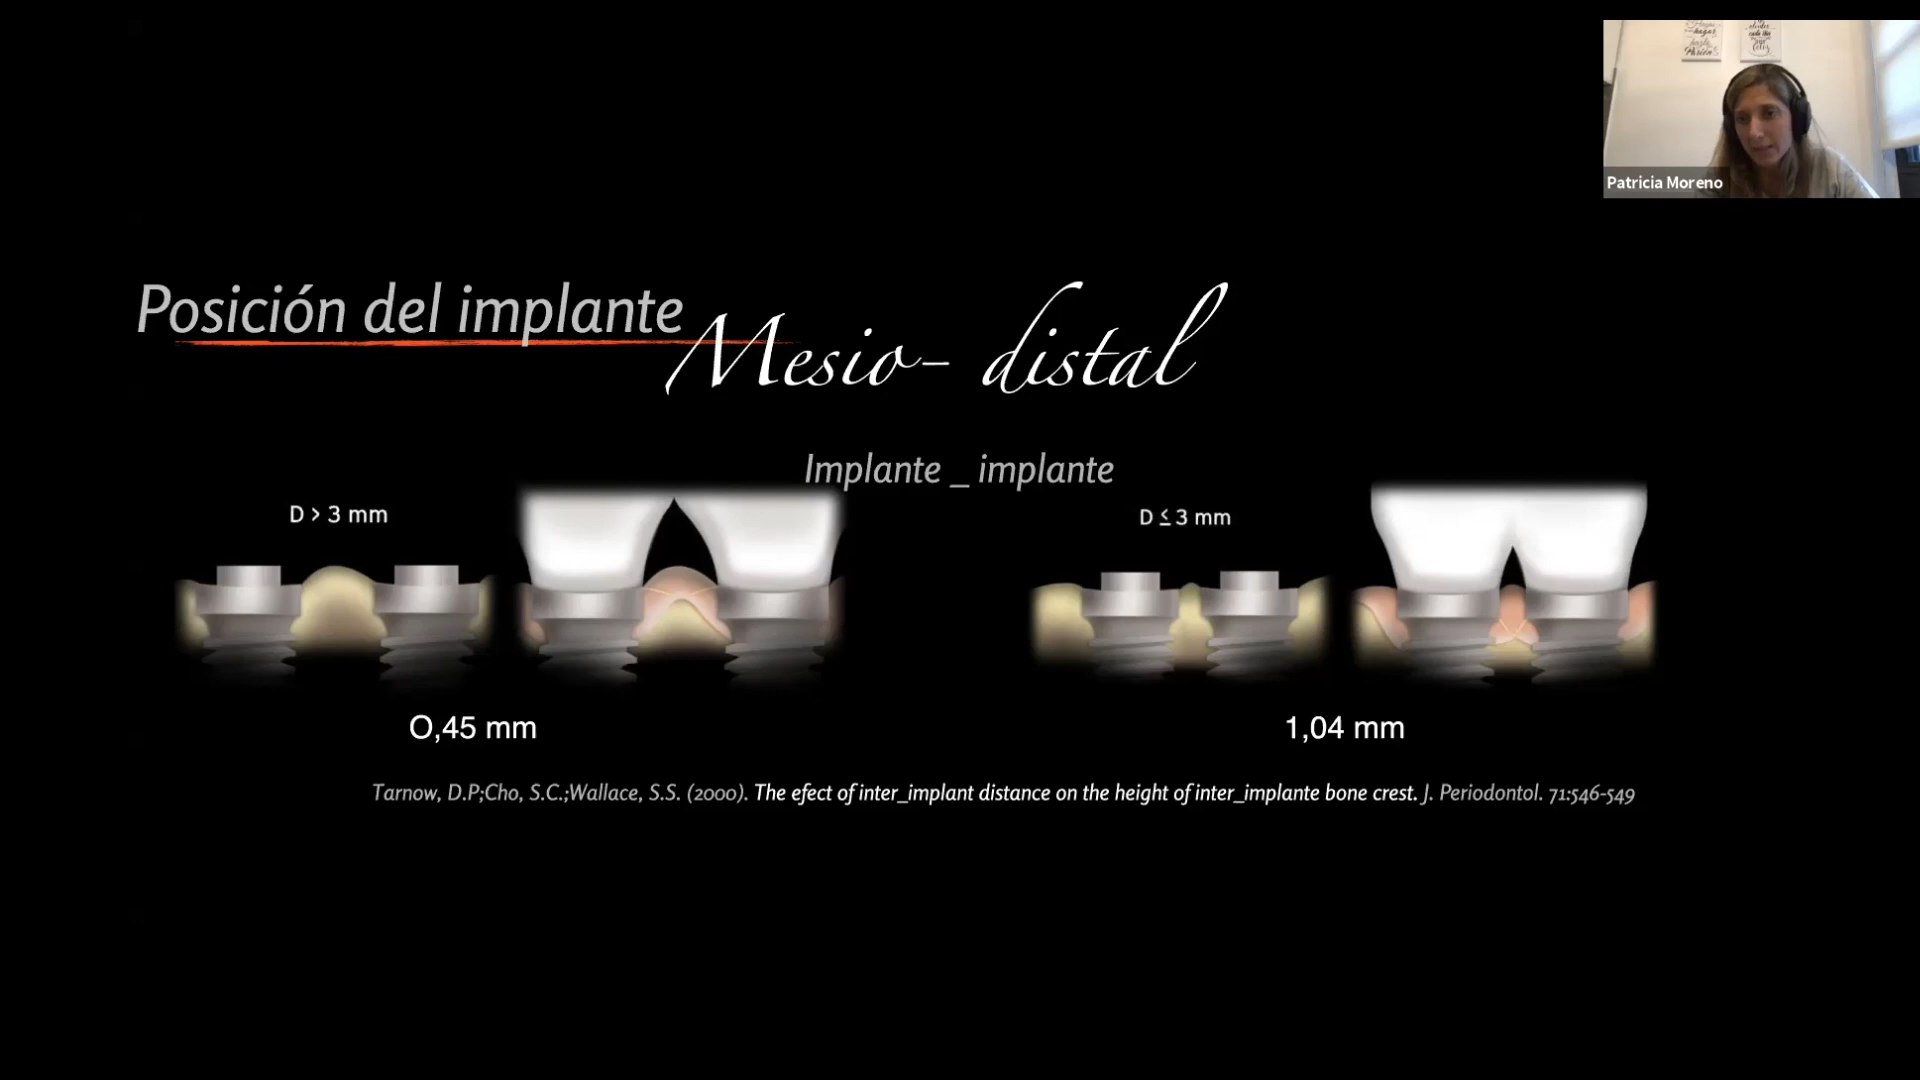 Patricia Moreno
Posición del implante
Mesio- distal
Implante _ implante
D > 3 mm
D ≤ 3 mm
O,45 mm
1,04 mm
Tarnow, D.P;Cho, S.C.;Wallace, S.S. (2000). The efect of inter_implant distance on the height of inter_implante bone crest. J. Periodontol. 71:546-549